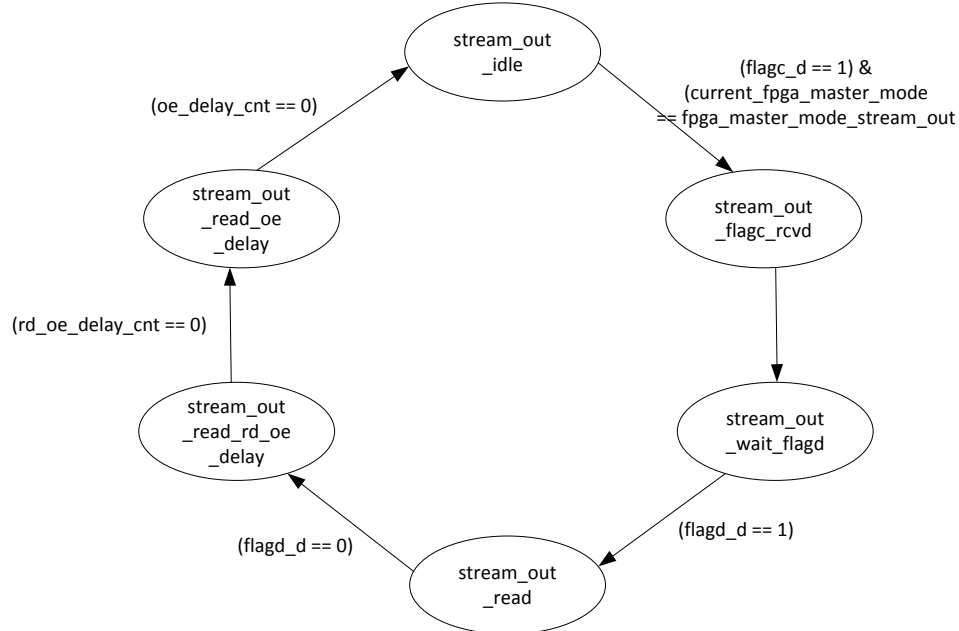 stream_out
_idle
(flagc_d == 1) &
(current_fpga_master_mode
== fpga_master_mode_stream_out
(oe_delay_cnt == 0)
stream_out
_read_oe
_delay
stream_out
_flagc_rcvd
(rd_oe_delay_cnt == 0)
stream_out
_read_rd_oe
_delay
stream_out
_wait_flagd
(flagd_d == 0)
(flagd_d == 1)
stream_out
_read